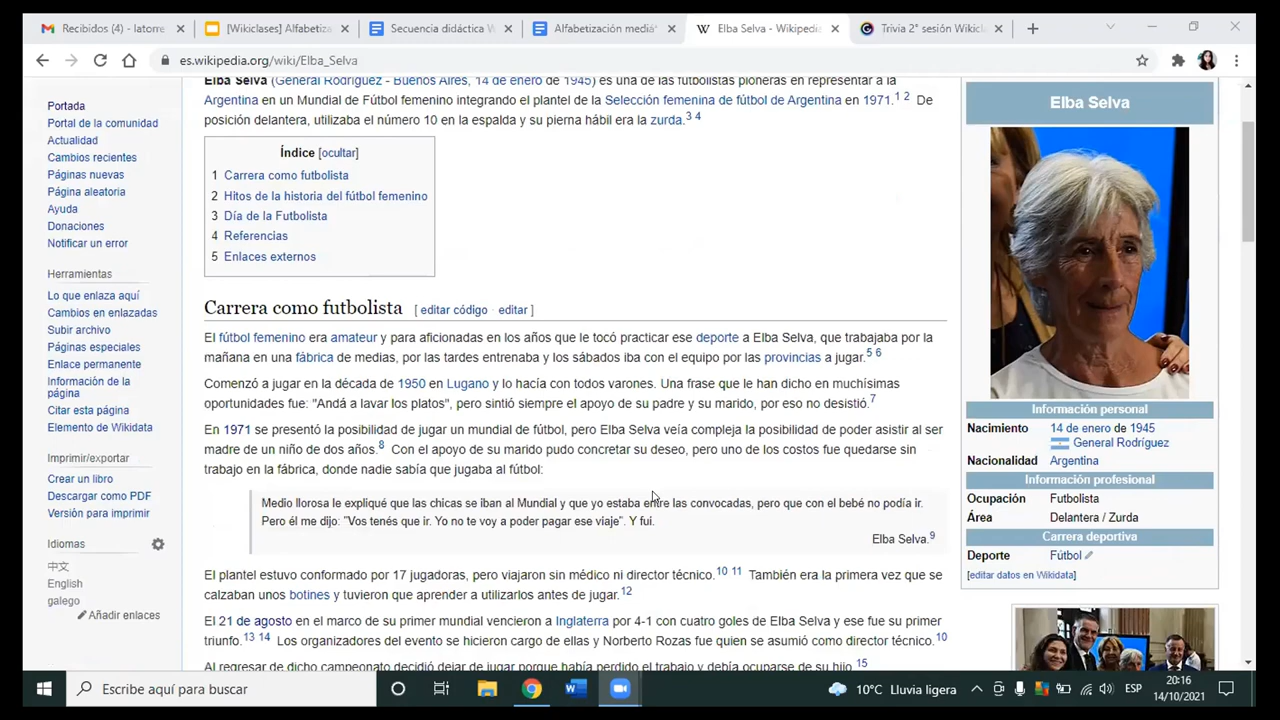 Recibidos (4) - latorre
[Wikiclases] Alfabetiza
Secuencia didáctica W
Alfabetización mediá
Elba Selva - Wikipedia
Trivia 2° sesión Wikicl
es.wikipedia.org/wiki/Elba_Selva
Portada
Portal de la comunidad
Actualidad
Cambios recientes
Páginas nuevas
Página aleatoria
Ayuda
Donaciones
Notificar un error
Herramientas
Lo que enlaza aquí
Cambios en enlazadas
Subir archivo
Páginas especiales
Enlace permanente
Información de la
página
Citar esta página
Elemento de Wikidata
Imprimir/exportar
Crear un libro
Descargar como PDF
Versión para imprimir
Idiomas
中文
English
galego
Añadir enlaces
Elba Selva (General Rodríguez - Buenos Aires, 14 de enero de 1945) es una de las futbolistas pioneras en representar a la
Argentina en un Mundial de Fútbol femenino integrando el plantel de la Selección femenina de fútbol de Argentina en 1971.1 2 De
posición delantera, utilizaba el número 10 en la espalda y su pierna hábil era la zurda.3 4
Índice [ocultar]
1 Carrera como futbolista
2 Hitos de la historia del fútbol femenino
3 Día de la Futbolista
4 Referencias
5 Enlaces externos
Carrera como futbolista [ editar código · editar ]
El fútbol femenino era amateur y para aficionadas en los años que le tocó practicar ese deporte a Elba Selva, que trabajaba por la
mañana en una fábrica de medias, por las tardes entrenaba y los sábados iba con el equipo por las provincias a jugar.5 6
Comenzó a jugar en la década de 1950 en Lugano y lo hacía con todos varones. Una frase que le han dicho en muchísimas
oportunidades fue: "Andá a lavar los platos", pero sintió siempre el apoyo de su padre y su marido, por eso no desistió.7
En 1971 se presentó la posibilidad de jugar un mundial de fútbol, pero Elba Selva veía compleja la posibilidad de poder asistir al ser
madre de un niño de dos años.8 Con el apoyo de su marido pudo concretar su deseo, pero uno de los costos fue quedarse sin
trabajo en la fábrica, donde nadie sabía que jugaba al fútbol:
Medio llorosa le expliqué que las chicas se iban al Mundial y que yo estaba entre las convocadas, pero que con el bebé no podía ir.
Pero él me dijo: "Vos tenés que ir. Yo no te voy a poder pagar ese viaje". Y fui.
Elba Selva.9
El plantel estuvo conformado por 17 jugadoras, pero viajaron sin médico ni director técnico.10 11 También era la primera vez que se
calzaban unos botines y tuvieron que aprender a utilizarlos antes de jugar.12
El 21 de agosto en el marco de su primer mundial vencieron a Inglaterra por 4-1 con cuatro goles de Elba Selva y ese fue su primer
triunfo.13 14 Los organizadores del evento se hicieron cargo de ellas y Norberto Rozas fue quien se asumió como director técnico.10
Al regresar de dicho campeonato decidió dejar de jugar porque había perdido el trabajo y debía ocuparse de su hijo.15
Elba Selva
Información personal
Nacimiento 14 de enero de 1945
General Rodríguez
Nacionalidad Argentina
Información profesional
Ocupación Futbolista
Área Delantera / Zurda
Carrera deportiva
Deporte Fútbol
[editar datos en Wikidata]
Escribe aquí para buscar
10°C Lluvia ligera
ESP
20:16
14/10/2021